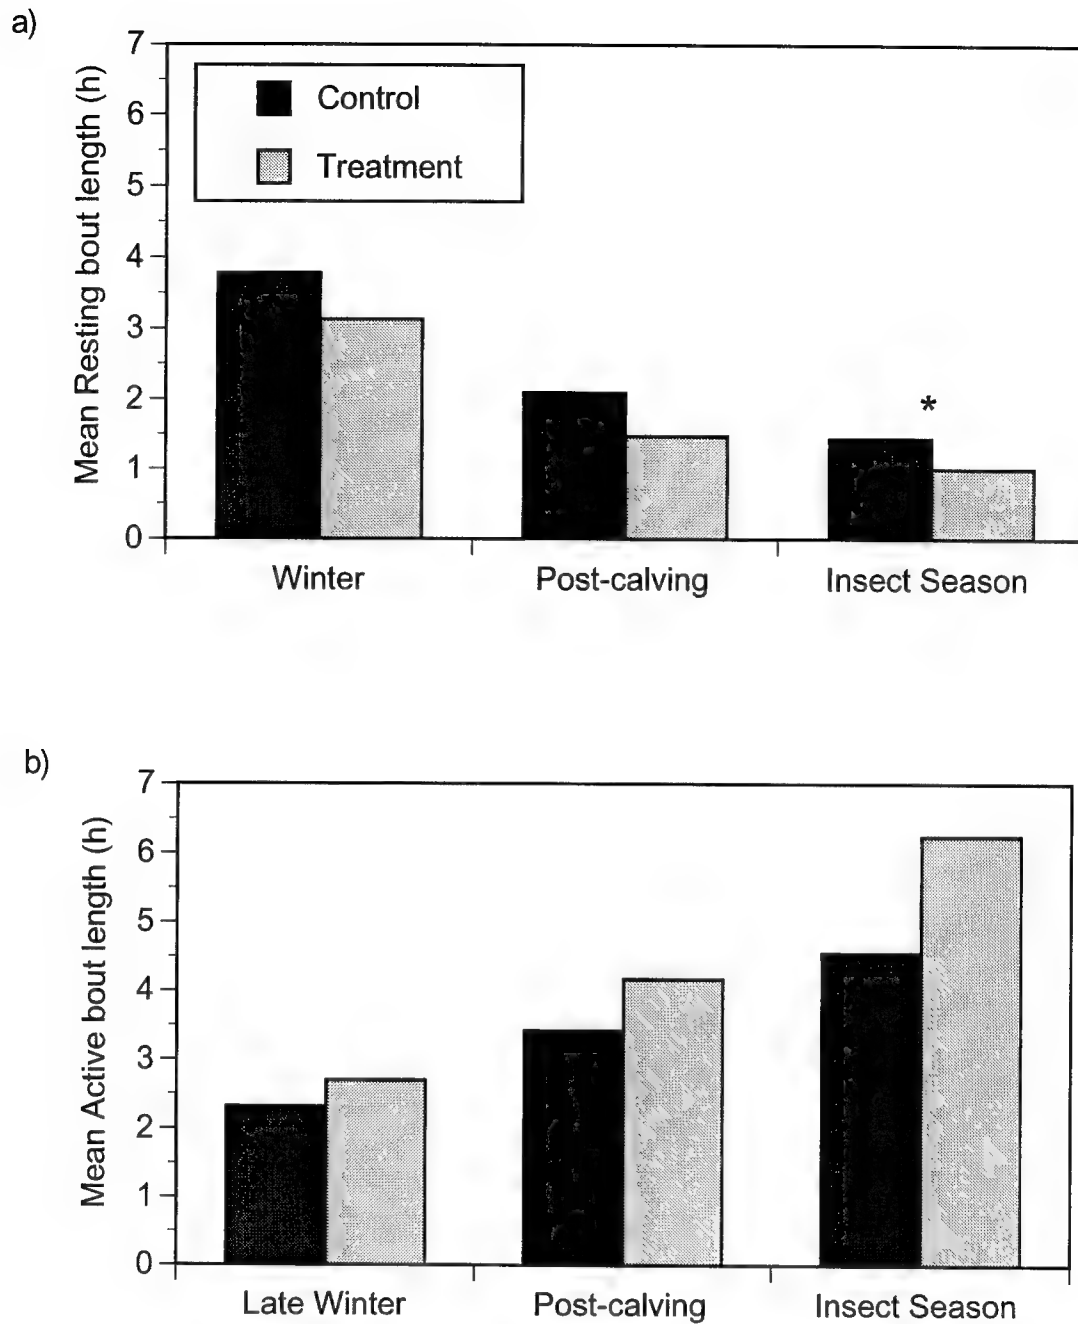 a)
Mean Resting bout length (h)
7
6
5
4
3
2
1
0
Control
Treatment
*
Winter Post-calving Insect Season
b)
Mean Active bout length (h)
7
6
5
4
3
2
1
0
Late Winter Post-calving Insect Season